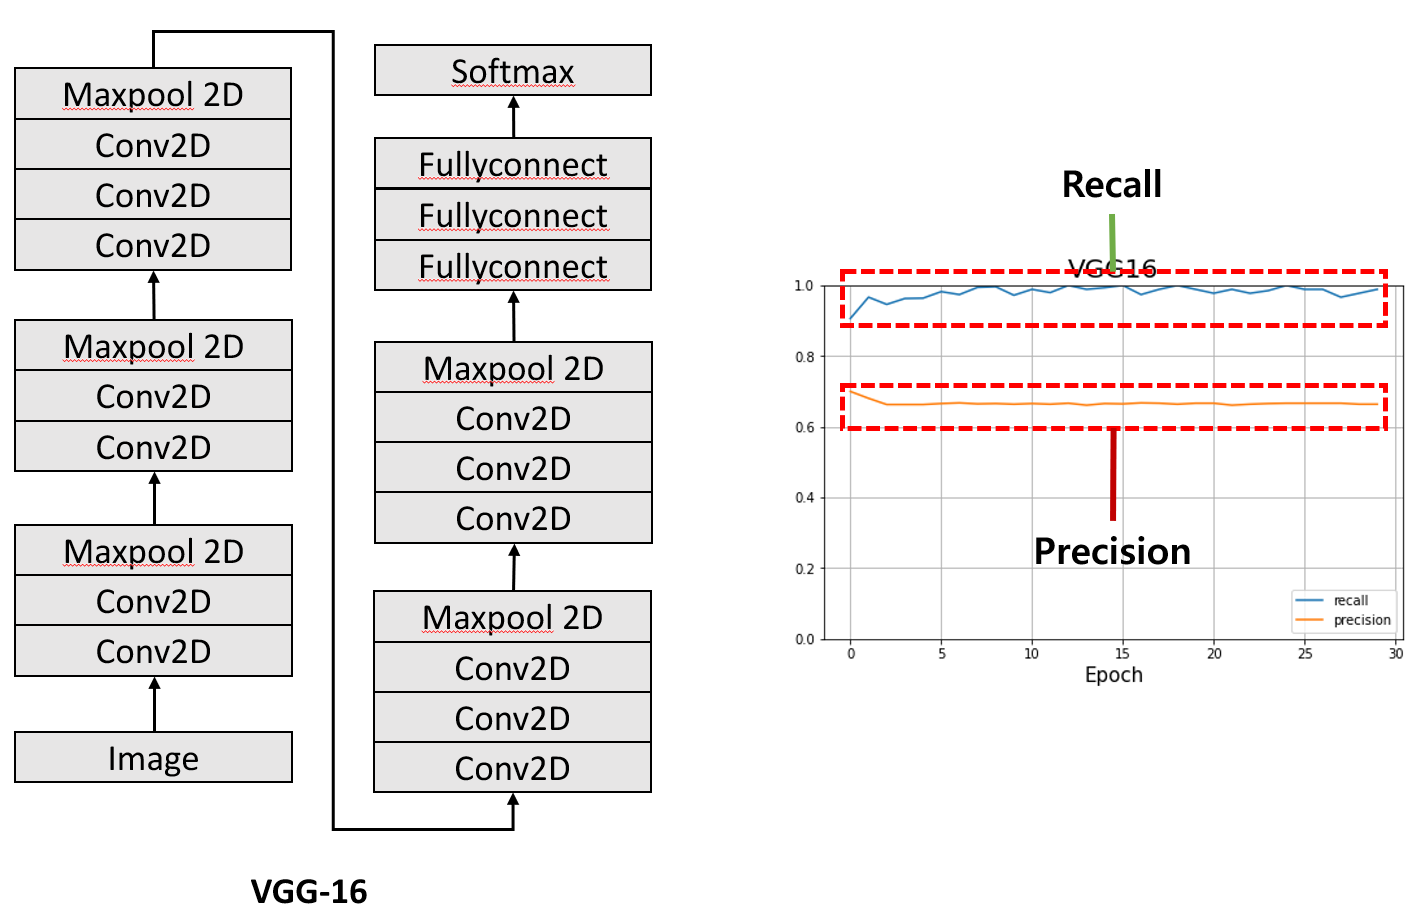 Maxpool 2D
Conv2D
Conv2D
Conv2D
Maxpool 2D
Conv2D
Conv2D
Maxpool 2D
Conv2D
Conv2D
Image
Softmax
Fullyconnect
Fullyconnect
Fullyconnect
Maxpool 2D
Conv2D
Conv2D
Conv2D
Maxpool 2D
Conv2D
Conv2D
Conv2D
VGG-16
Recall
VGG16
1.0
0.8
0.6
0.4
0.2
0.0
Precision
recall
precision
0 5 10 15 20 25 30
Epoch